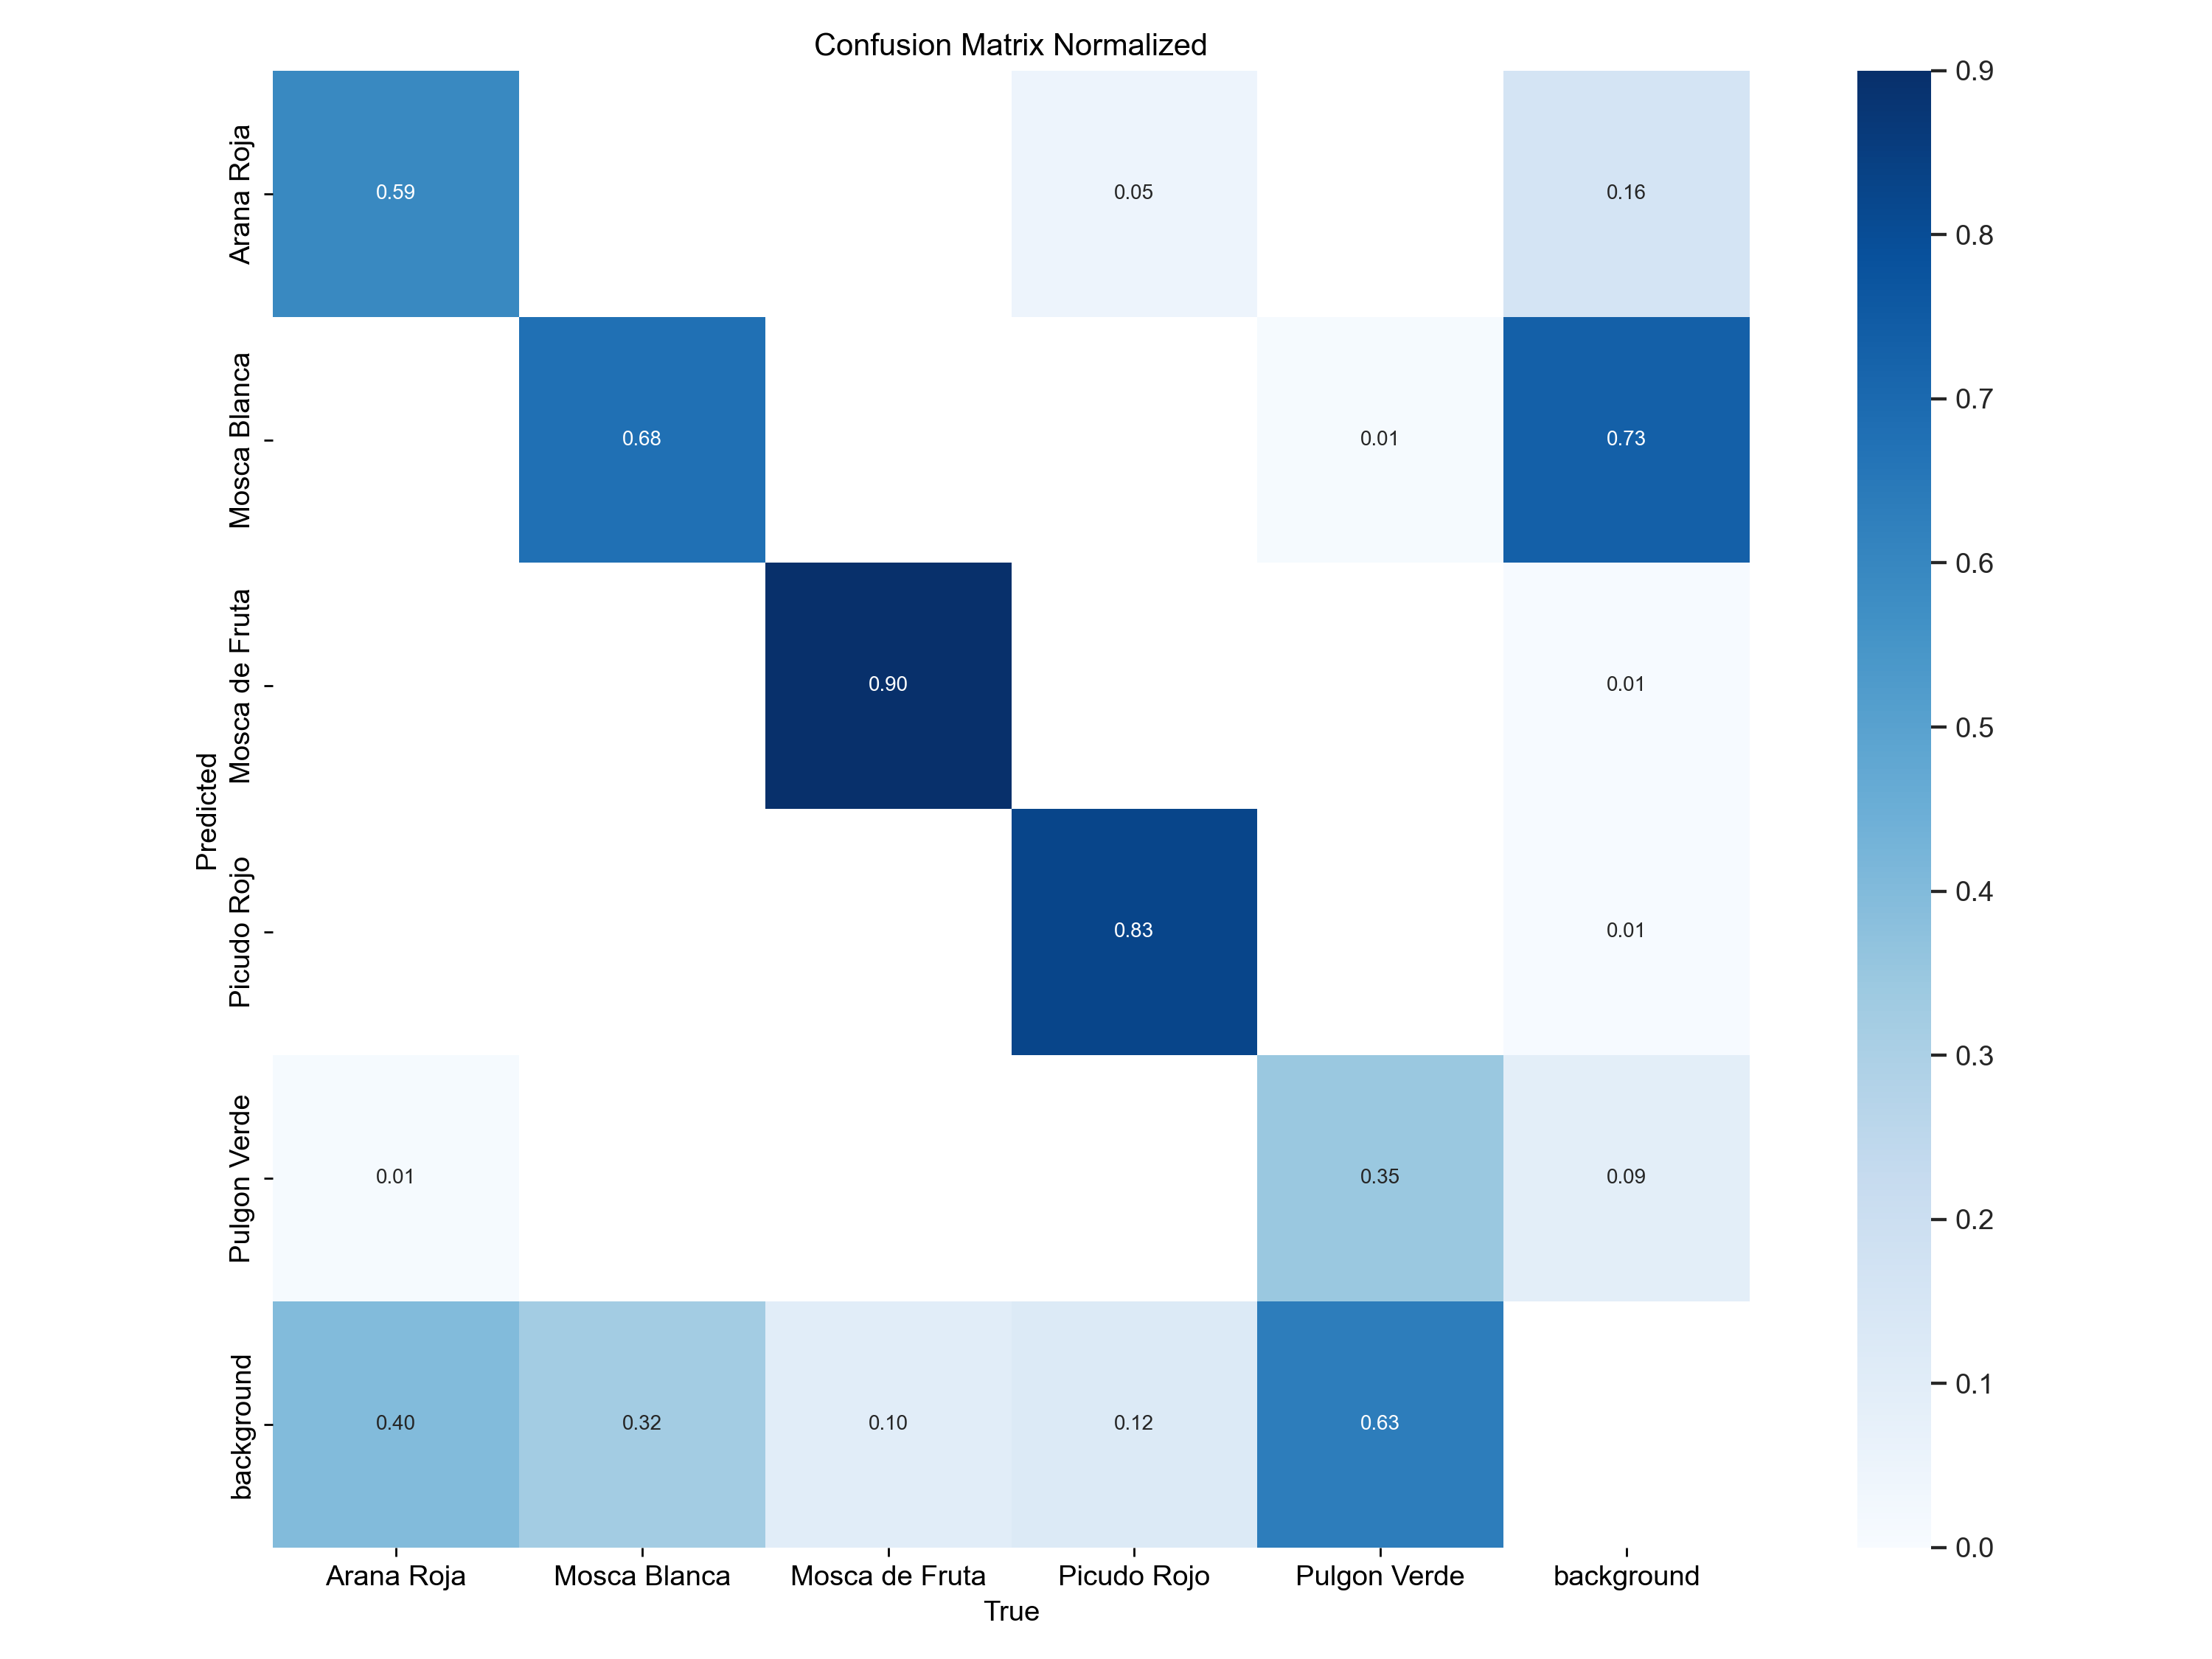 Confusion Matrix Normalized
Predicted
Arana Roja
0.59
0.05
0.16
Mosca Blanca
0.68
0.01
0.73
Mosca de Fruta
0.90
0.01
Picudo Rojo
0.83
0.01
Pulgon Verde
0.01
0.35
0.09
background
0.40
0.32
0.10
0.12
0.63
Arana Roja
Mosca Blanca
Mosca de Fruta
Picudo Rojo
Pulgon Verde
background
True
0.9
0.8
0.7
0.6
0.5
0.4
0.3
0.2
0.1
0.0